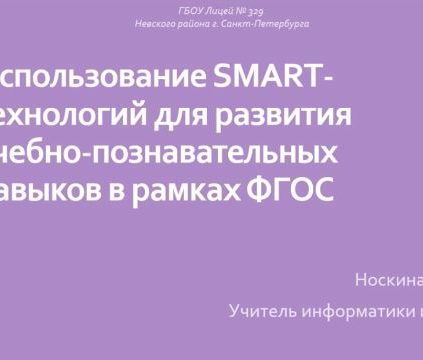 ГБОУ Лицей № 329
Невского района г. Санкт-Петербурга
спользование SMART-
ехнологий для развития
чебно-познавательных
авыков в рамках ФГОС
Носкина
Учитель информатики и